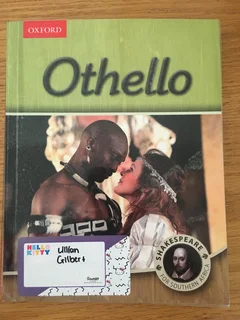 OXFORD
Othello
HELLO
KITTY
Lillian
Gilbert
SHAKESPEARE
FOR SOUTHERN AFRICA